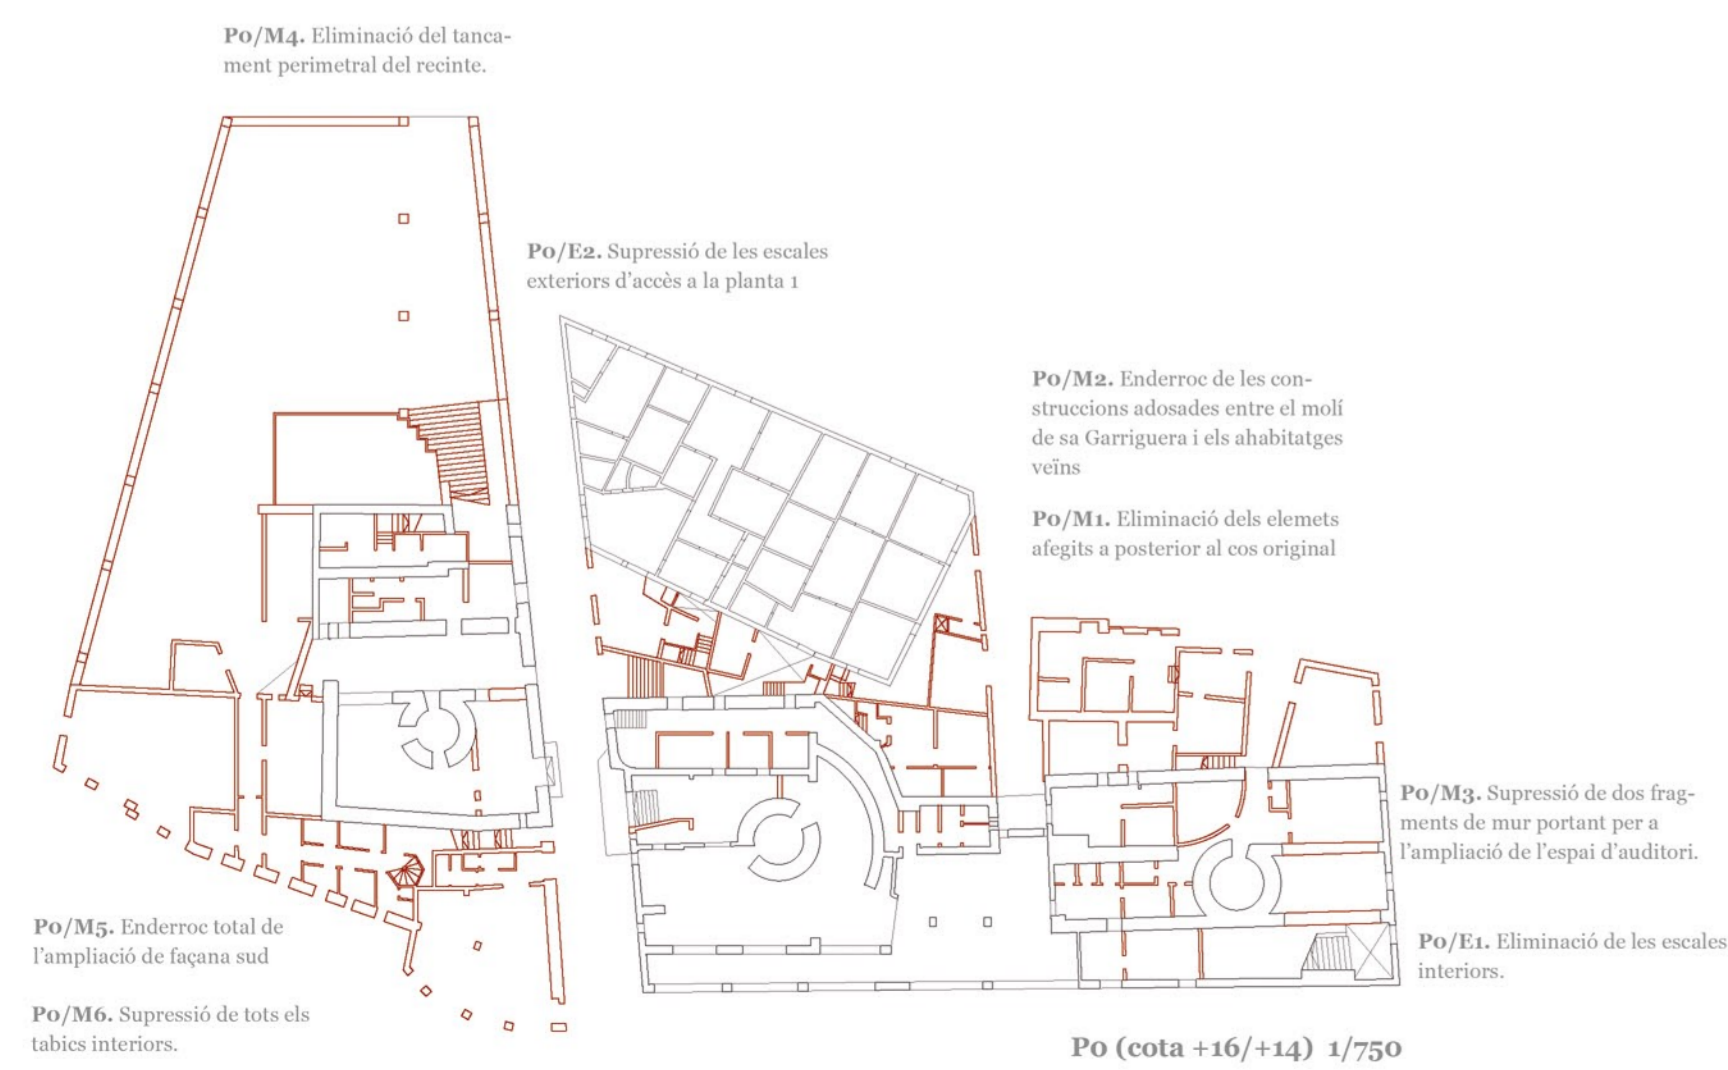 P0/M4. Eliminació del tanca-
ment perimetral del recinte.
P0/E2. Supressió de les escales
exteriors d'accès a la planta 1
P0/M2. Enderroc de les con-
struccions adosades entre el molí
de sa Garriguera i els ahabitatges
veïns
P0/M1. Eliminació dels elemets
afegits a posterior al cos original
P0/M3. Supressió de dos frag-
ments de mur portant per a
l'ampliació de l'espai d'auditori.
P0/M5. Enderroc total de
l'ampliació de façana sud
P0/E1. Eliminació de les escales
interiors.
P0/M6. Supressió de tots els
tabics interiors.
P0 (cota +16/+14) 1/750